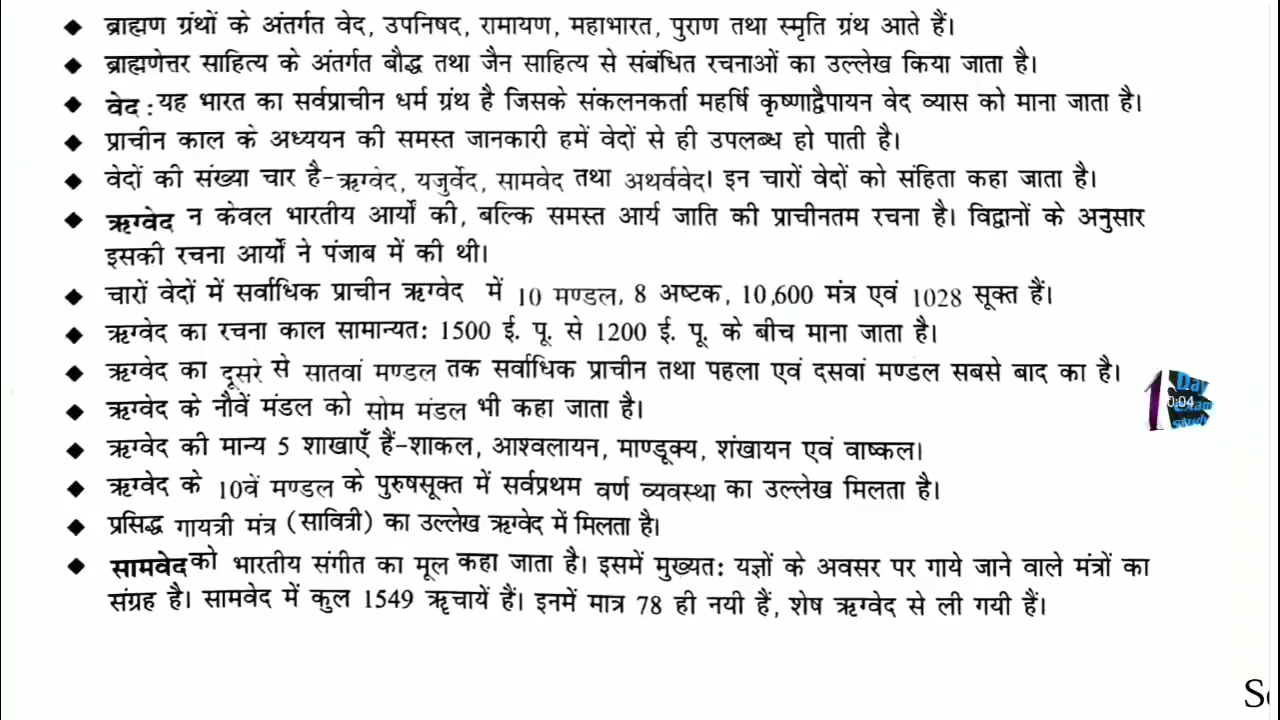 ◆ ब्राह्मण ग्रंथों के अंतर्गत वेद, उपनिषद, रामायण, महाभारत, पुराण तथा स्मृति ग्रंथ आते हैं।
◆ ब्राह्मणेत्तर साहित्य के अंतर्गत बौद्ध तथा जैन साहित्य से संबंधित रचनाओं का उल्लेख किया जाता है।
◆ वेद : यह भारत का सर्वप्राचीन धर्म ग्रंथ है जिसके संकलनकर्ता महर्षि कृष्णाद्वैपायन वेद व्यास को माना जाता है।
◆ प्राचीन काल के अध्ययन की समस्त जानकारी हमें वेदों से ही उपलब्ध हो पाती है।
◆ वेदों की संख्या चार है-ऋग्वेद, यजुर्वेद, सामवेद तथा अथर्ववेद। इन चारों वेदों को संहिता कहा जाता है।
◆ ऋग्वेद न केवल भारतीय आर्यों की, बल्कि समस्त आर्य जाति की प्राचीनतम रचना है। विद्वानों के अनुसार
इसकी रचना आर्यों ने पंजाब में की थी।
◆ चारों वेदों में सर्वाधिक प्राचीन ऋग्वेद में 10 मण्डल, 8 अष्टक, 10,600 मंत्र एवं 1028 सूक्त हैं।
◆ ऋग्वेद का रचना काल सामान्यत: 1500 ई. पू. से 1200 ई. पू. के बीच माना जाता है।
◆ ऋग्वेद का दूसरे से सातवां मण्डल तक सर्वाधिक प्राचीन तथा पहला एवं दसवां मण्डल सबसे बाद का है।
◆ ऋग्वेद के नौवें मंडल को सोम मंडल भी कहा जाता है।
◆ ऋग्वेद की मान्य 5 शाखाएँ हैं-शाकल, आश्वलायन, माण्डूक्य, शंखायन एवं वाष्कल।
◆ ऋग्वेद के 10वें मण्डल के पुरुषसूक्त में सर्वप्रथम वर्ण व्यवस्था का उल्लेख मिलता है।
◆ प्रसिद्ध गायत्री मंत्र (सावित्री) का उल्लेख ऋग्वेद में मिलता है।
◆ सामवेद को भारतीय संगीत का मूल कहा जाता है। इसमें मुख्यत: यज्ञों के अवसर पर गाये जाने वाले मंत्रों का
संग्रह है। सामवेद में कुल 1549 ऋचायें हैं। इनमें मात्र 78 ही नयी हैं, शेष ऋग्वेद से ली गयी हैं।
1 Day
0:04 exam
study